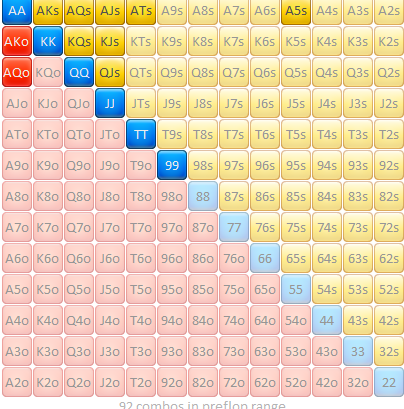 AA AKs AQs AJs ATs A9s A8s A7s A6s A5s A4s A3s A2s
AKo KK KQs KJs KTs K9s K8s K7s K6s K5s K4s K3s K2s
AQo KQo QQ QJs QTs Q9s Q8s Q7s Q6s Q5s Q4s Q3s Q2s
AJo KJo QJo JJ JTs J9s J8s J7s J6s J5s J4s J3s J2s
ATo KTo QTo JTo TT T9s T8s T7s T6s T5s T4s T3s T2s
A9o K9o Q9o J9o T9o 99 98s 97s 96s 95s 94s 93s 92s
A8o K8o Q8o J8o T8o 98o 88 87s 86s 85s 84s 83s 82s
A7o K7o Q7o J7o T7o 97o 87o 77 76s 75s 74s 73s 72s
A6o K6o Q6o J6o T6o 96o 86o 76o 66 65s 64s 63s 62s
A5o K5o Q5o J5o T5o 95o 85o 75o 65o 55 54s 53s 52s
A4o K4o Q4o J4o T4o 94o 84o 74o 64o 54o 44 43s 42s
A3o K3o Q3o J3o T3o 93o 83o 73o 63o 53o 43o 33 32s
A2o K2o Q2o J2o T2o 92o 82o 72o 62o 52o 42o 32o 22
92 combos in preflop range